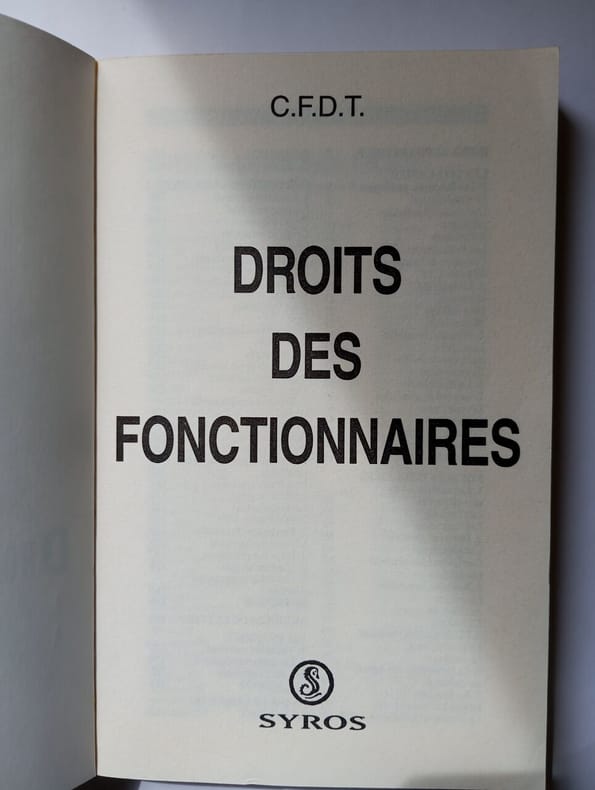 C.F.D.T.
DROITS
DES
FONCTIONNAIRES
SYROS